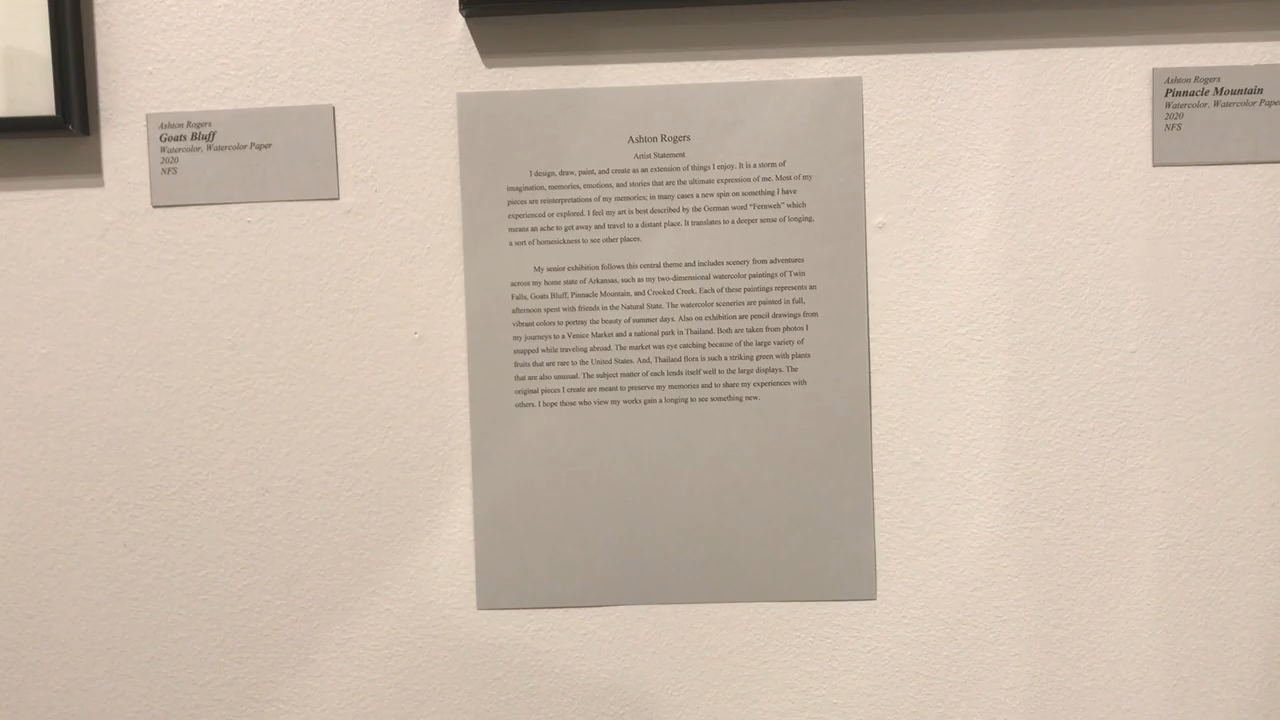 Ashton Rogers
Goats Bluff
Watercolor, Watercolor Paper
2020
NFS
Ashton Rogers
Artist Statement
I design, draw, paint, and create as an extension of things I enjoy. It is a storm of
imagination, memories, emotions, and stories that are the ultimate expression of me. Most of my
pieces are reinterpretations of my memories; in many cases a new spin on something I have
experienced or explored. I feel my art is best described by the German word "Fernweh" which
means an ache to get away and travel to a distant place. It translates to a deeper sense of longing,
a sort of homesickness to see other places.
My senior exhibition follows this central theme and includes scenery from adventures
across my home state of Arkansas, such as my two-dimensional watercolor paintings of Twin
Falls, Goats Bluff, Pinnacle Mountain, and Crooked Creek. Each of these paintings represents an
afternoon spent with friends in the Natural State. The watercolor sceneries are painted in full,
vibrant colors to portray the beauty of summer days. Also on exhibition are pencil drawings from
my journeys to a Venice Market and a national park in Thailand. Both are taken from photos I
snapped while traveling abroad. The market was eye catching because of the large variety of
fruits that are rare to the United States. And, Thailand flora is such a striking green with plants
that are also unusual. The subject matter of each lends itself well to the large displays. The
original pieces I create are meant to preserve my memories and to share my experiences with
others. I hope those who view my works gain a longing to see something new.
Ashton Rogers
Pinnacle Mountain
Watercolor, Watercolor Pape
2020
NFS